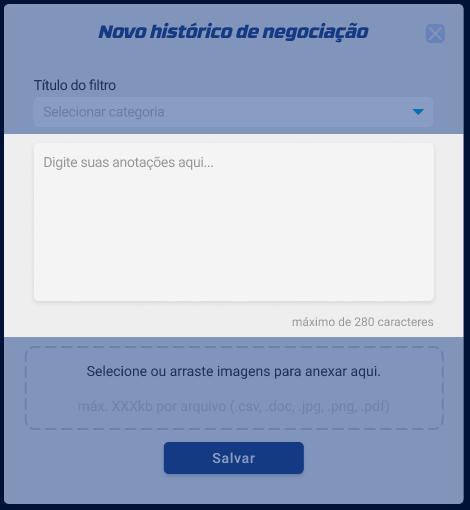 Novo histórico de negociação
Título do filtro
Selecionar categoria
Digite suas anotações aqui...
máximo de 280 caracteres
Selecione ou arraste imagens para anexar aqui.
máx. XXXkb por arquivo (.csv, .doc, .jpg, .png, .pdf)
Salvar